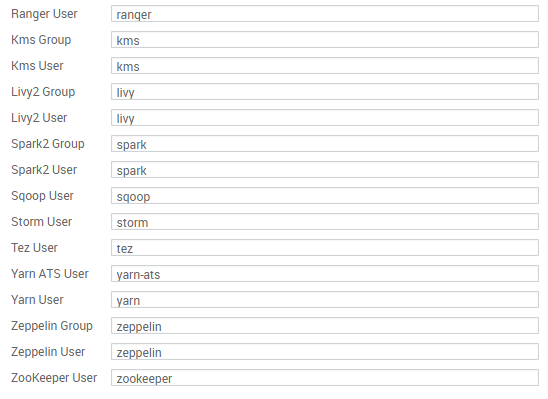 Ranger User ranger
Kms Group kms
Kms User kms
Livy2 Group livy
Livy2 User livy
Spark2 Group spark
Spark2 User spark
Sqoop User sqoop
Storm User storm
Tez User tez
Yarn ATS User yarn-ats
Yarn User yarn
Zeppelin Group zeppelin
Zeppelin User zeppelin
ZooKeeper User zookeeper